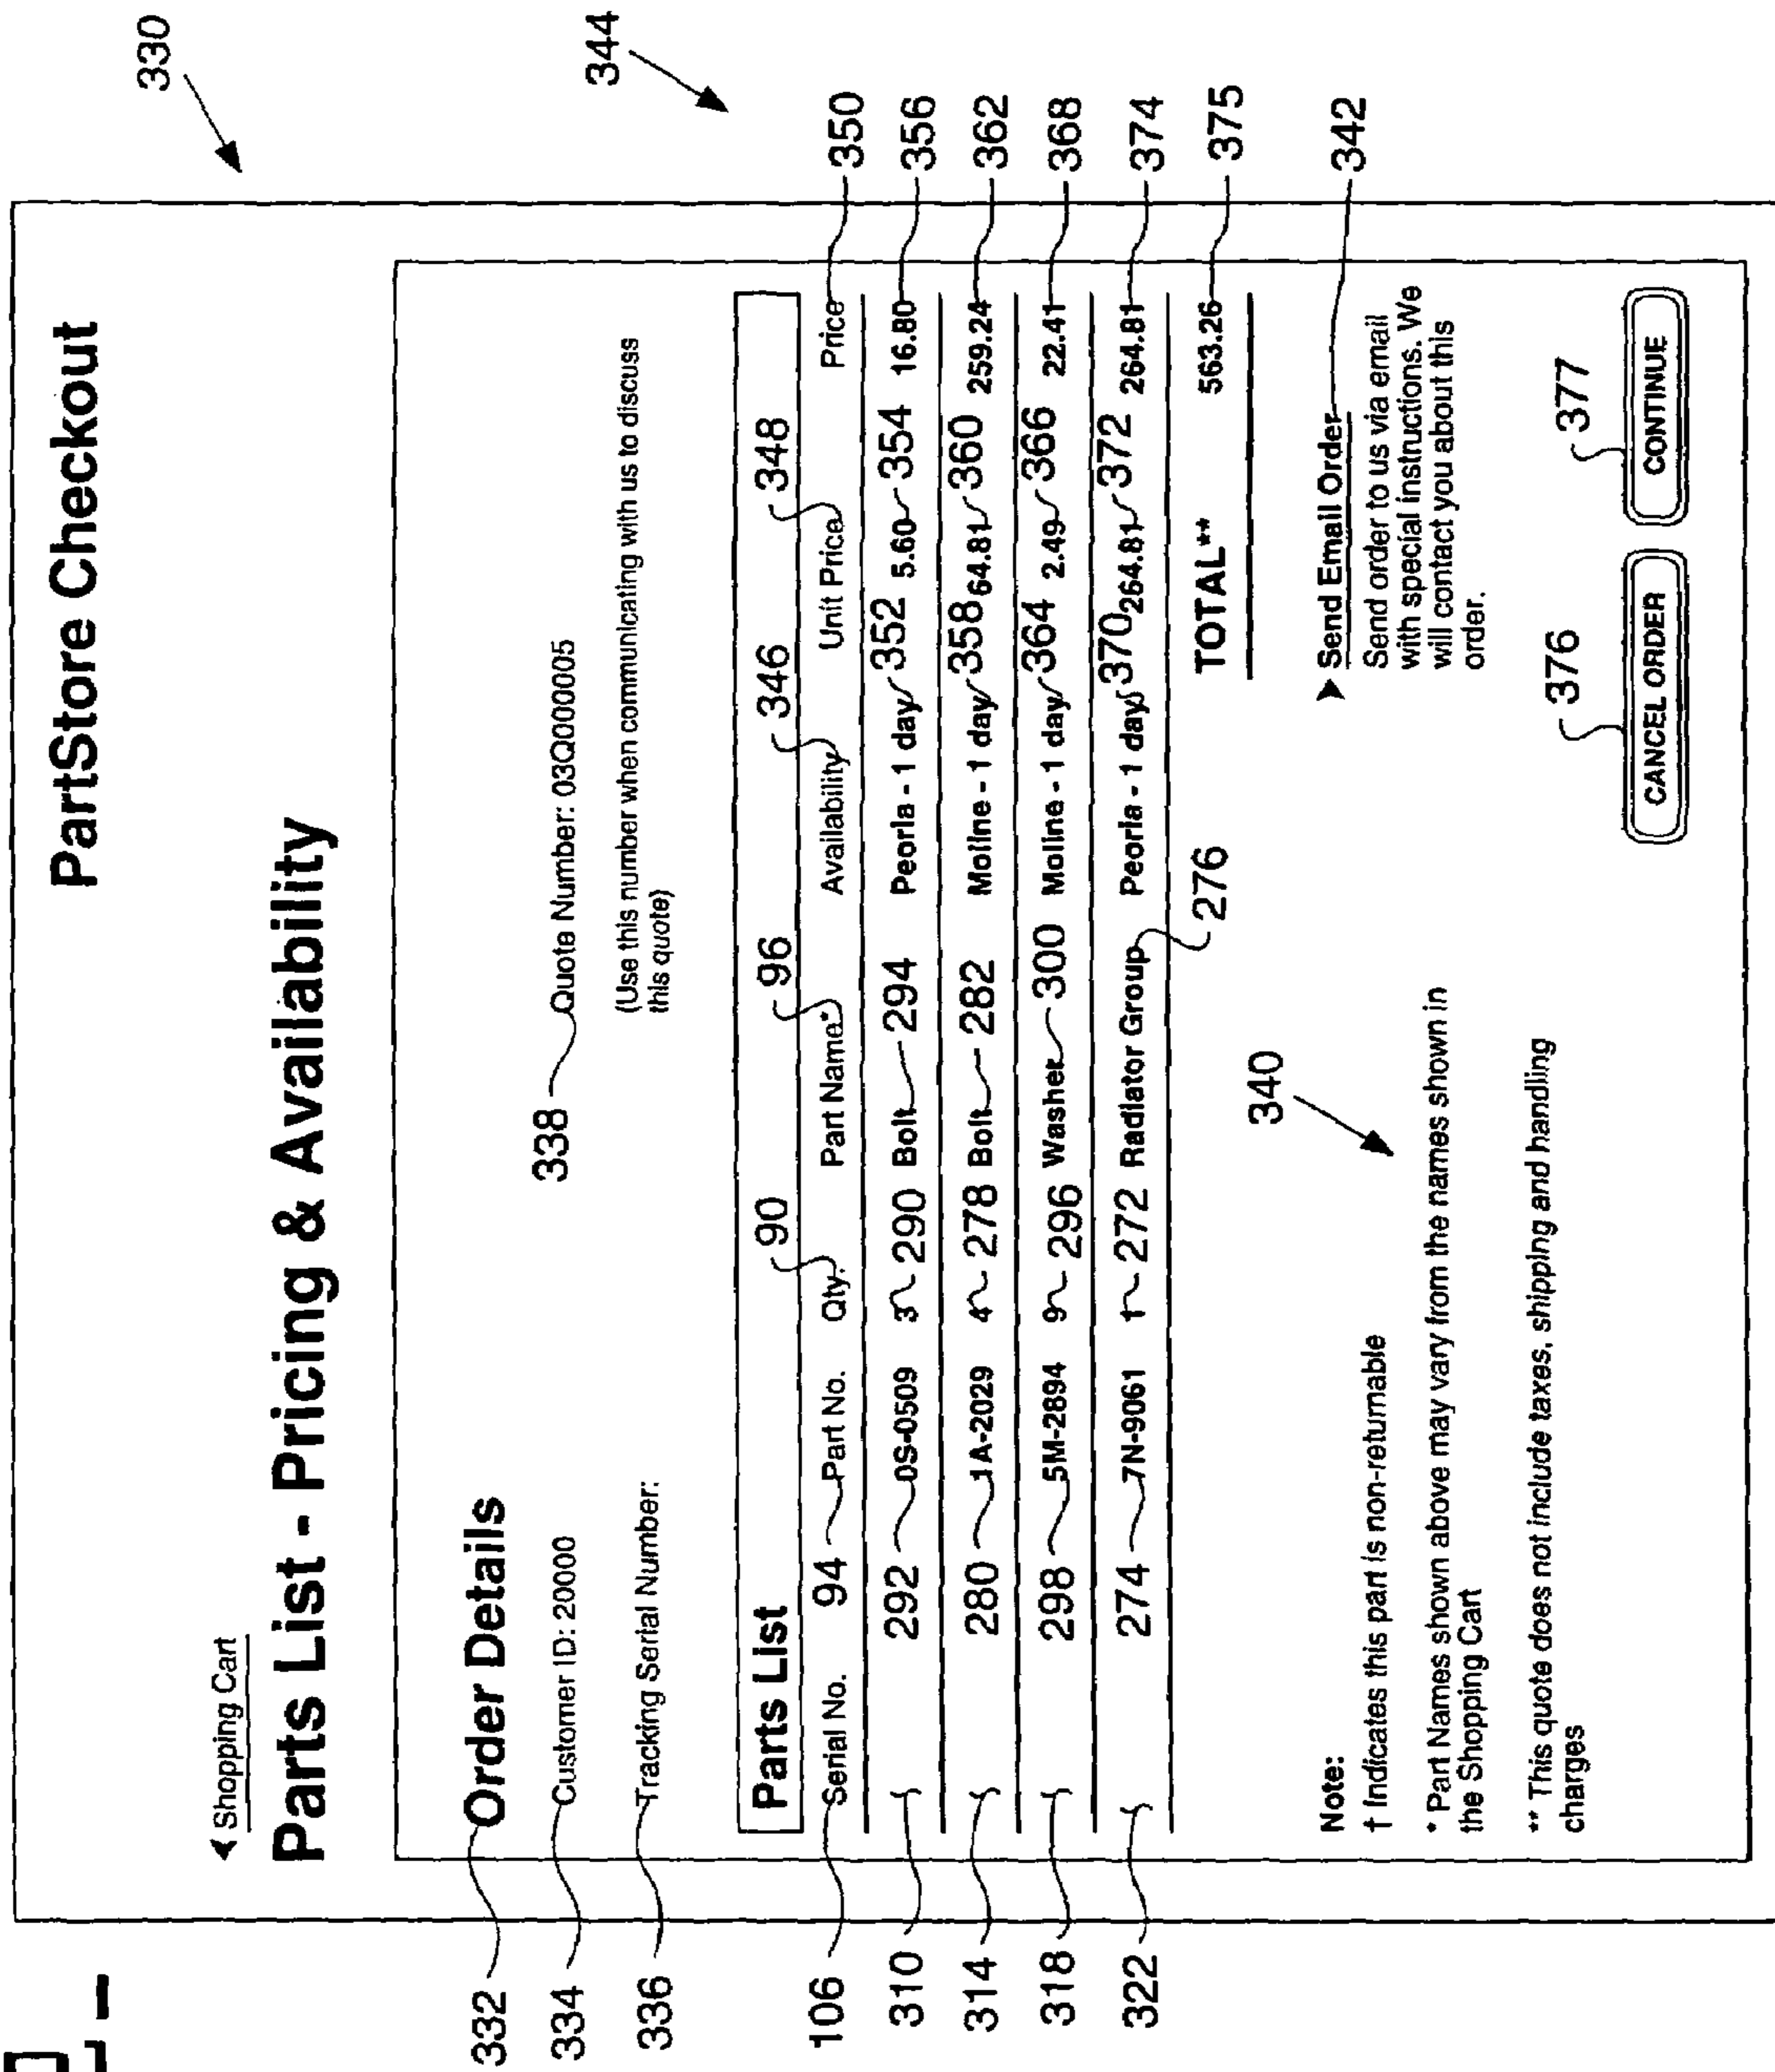 330
PartStore Checkout
◄ Shopping Cart
Parts List - Pricing & Availability
344
332 Order Details
334 Customer ID: 20000
338 Quote Number: 03Q000005
336 Tracking Serial Number:
(Use this number when communicating with us to discuss
this quote)
Parts List 90 96 346 348
106 Serial No. 94 Part No. Qty. Part Name* Availability Unit Price Price 350
310 292 0S-0509 3 290 Bolt 294 Peoria - 1 day 352 5.60 354 16.80 356
314 280 1A-2029 4 278 Bolt 282 Moline - 1 day 358 64.81 360 259.24 362
318 298 5M-2894 9 296 Washer 300 Moline - 1 day 364 2.49 366 22.41 368
322 274 7N-9061 1 272 Radiator Group 276 Peoria - 1 day 370 264.81 372 264.81 374
TOTAL** 563.26 375
340
Note:
† Indicates this part is non-returnable
* Part Names shown above may vary from the names shown in
the Shopping Cart
** This quote does not include taxes, shipping and handling
charges
➤ Send Email Order 342
Send order to us via email
with special instructions. We
will contact you about this
order.
376 377
CANCEL ORDER CONTINUE